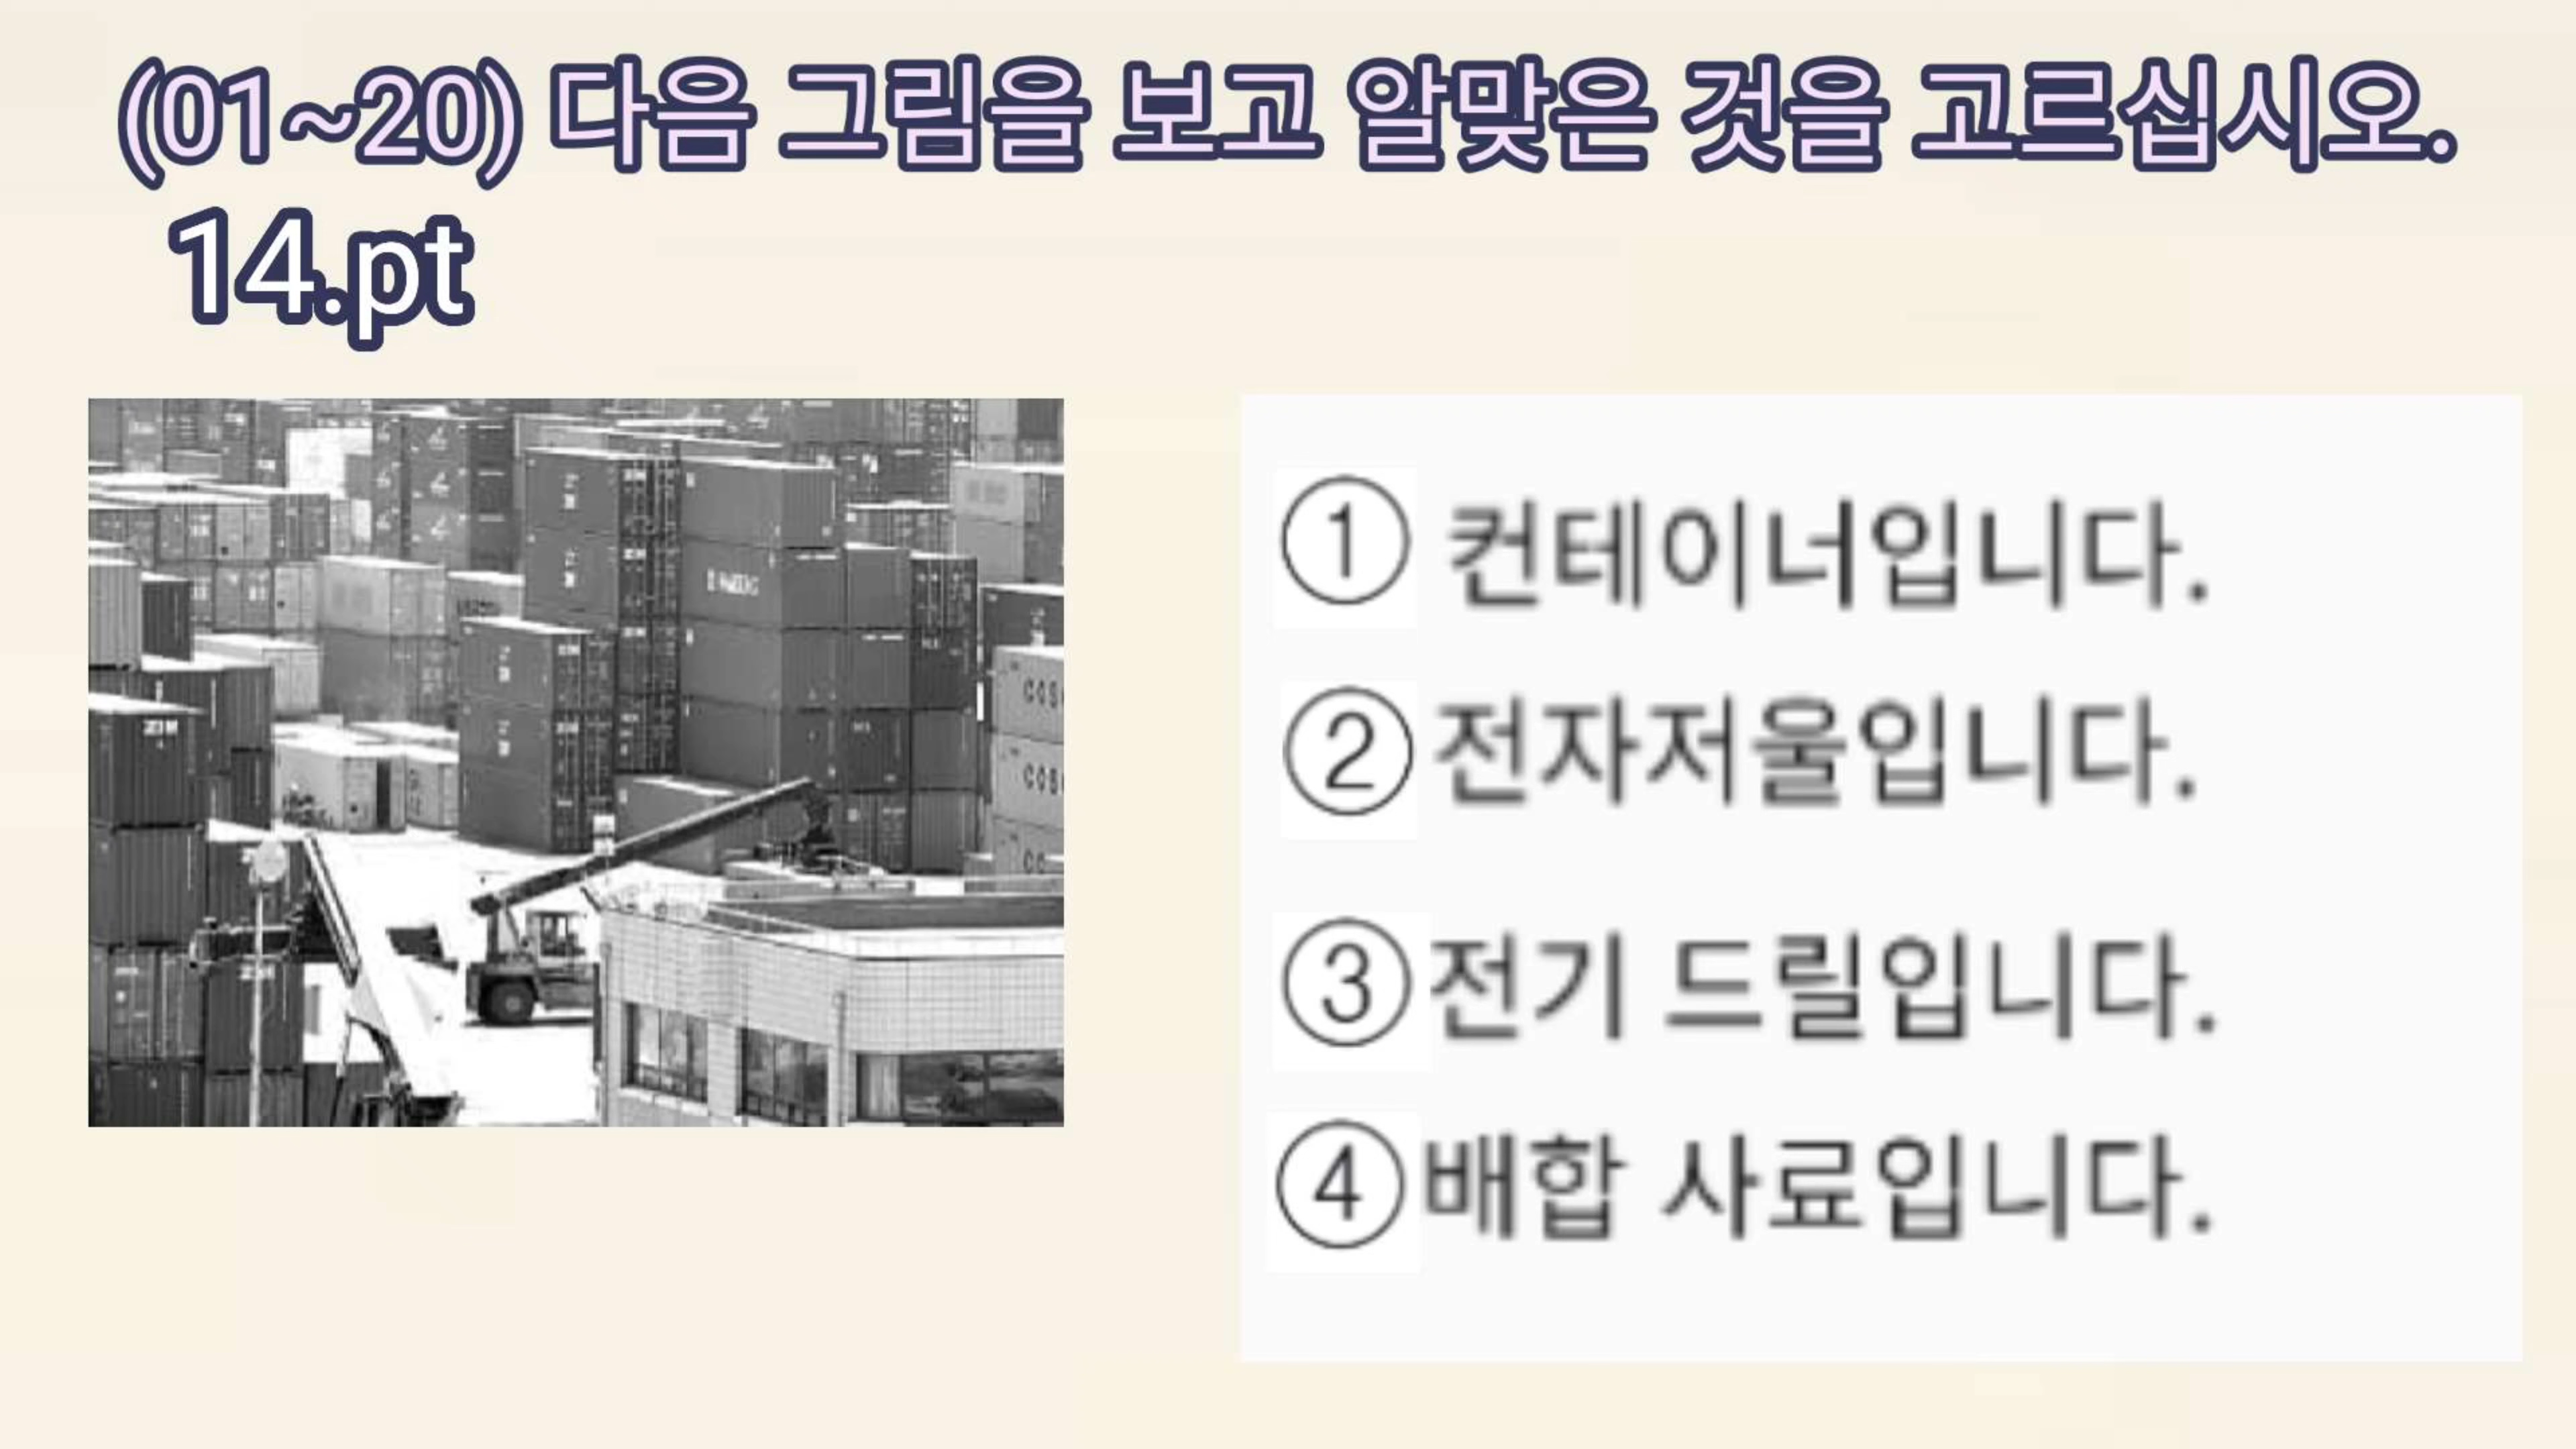 (01~20) 다음 그림을 보고 알맞은 것을 고르십시오.
14.pt
① 컨테이너입니다.
② 전자저울입니다.
③ 전기 드릴입니다.
④ 배합 사료입니다.